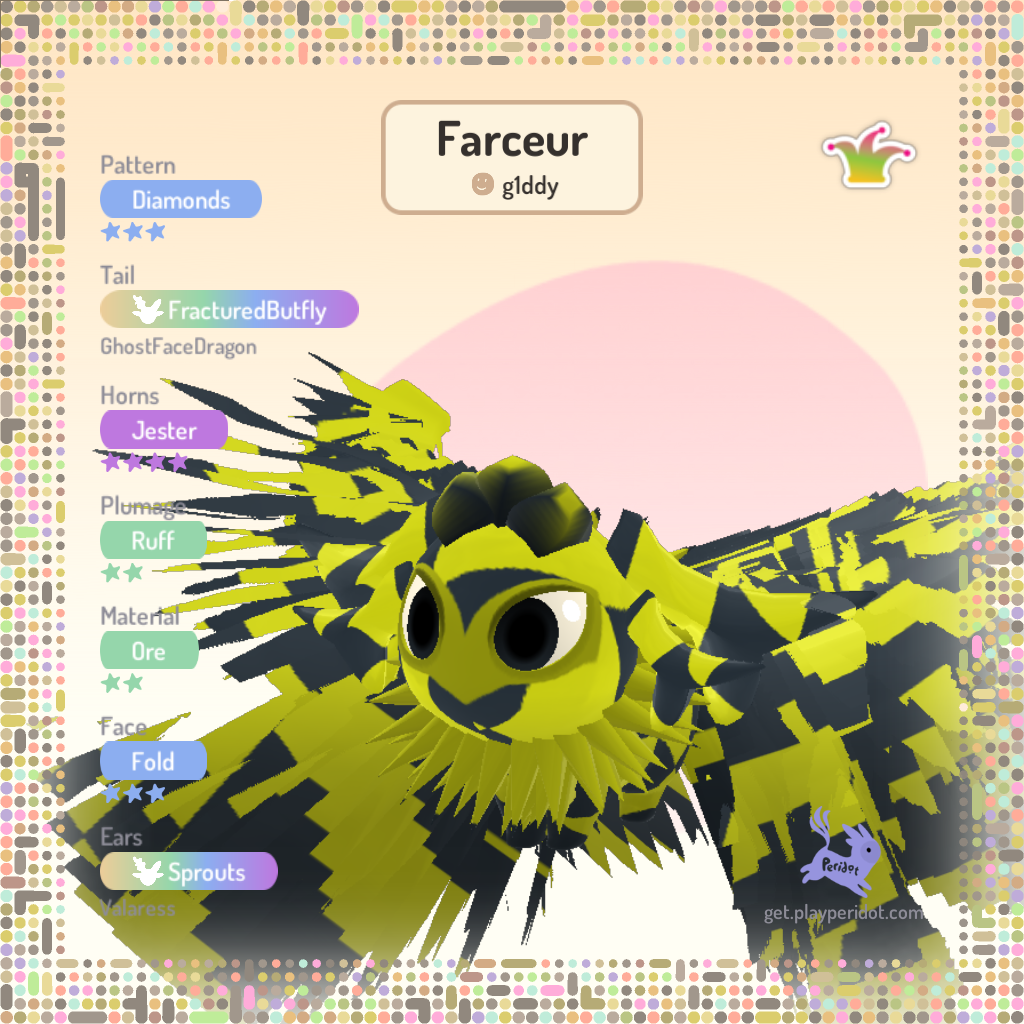 Farceur
g1ddy
Pattern
Diamonds
Tail
FracturedButfly
GhostFaceDragon
Horns
Jester
Plumage
Ruff
Material
Ore
Face
Fold
Ears
Sprouts
Valaress
Peridot
get.playperidot.com